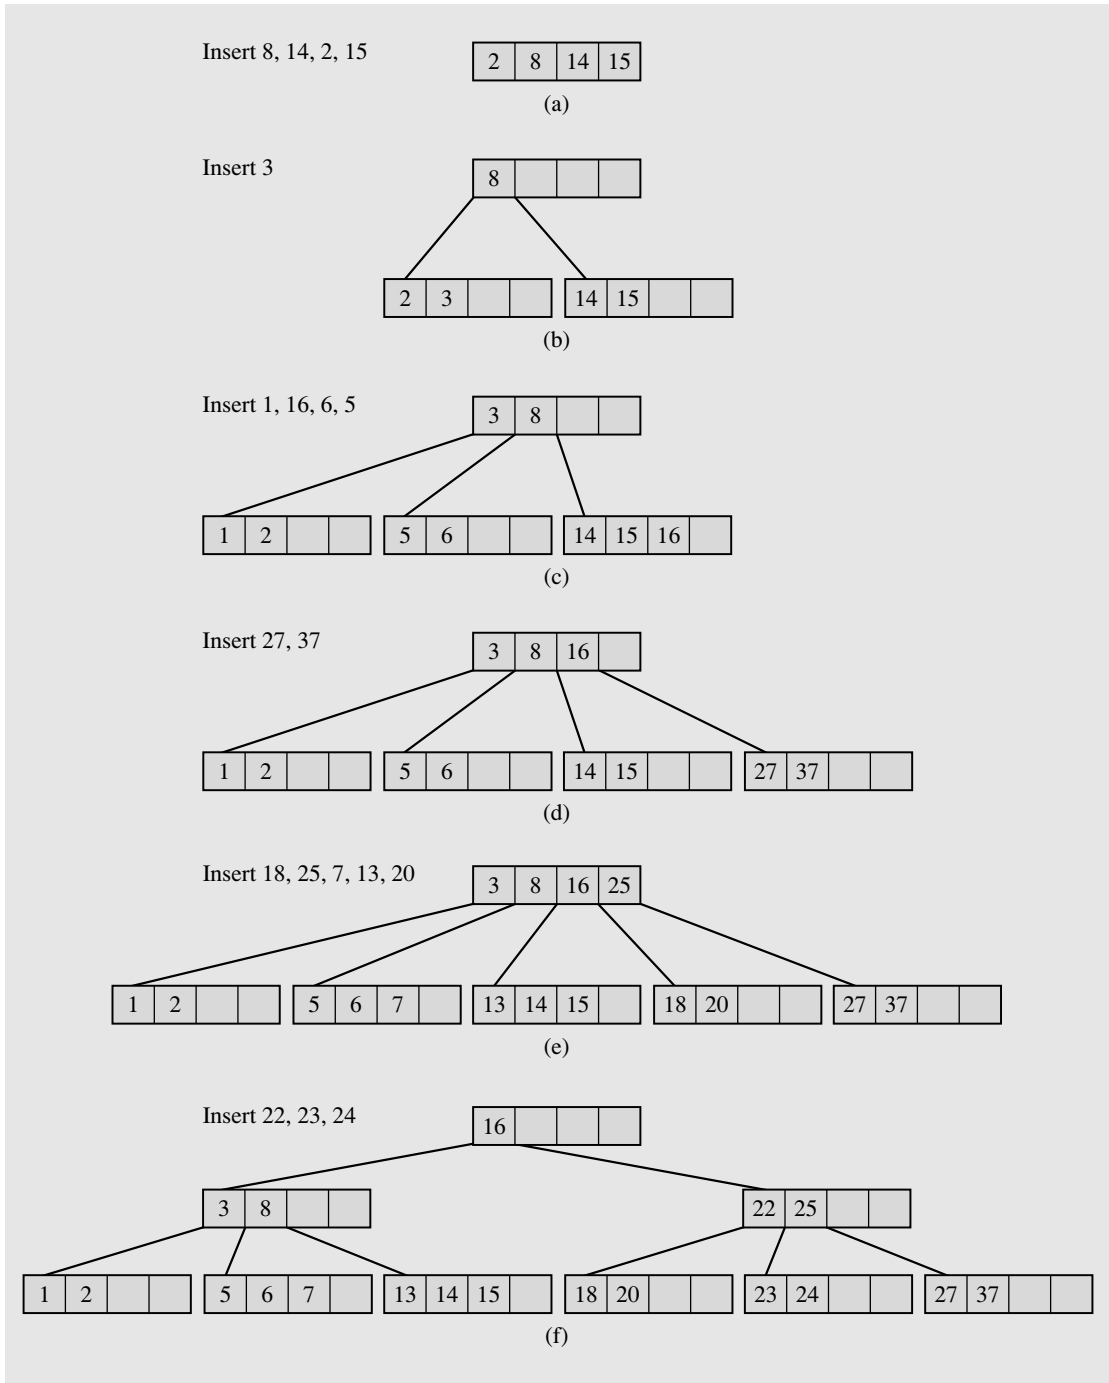 Insert 8, 14, 2, 15
2 8 14 15
(a)
Insert 3
8
2 3 14 15
(b)
Insert 1, 16, 6, 5
3 8
1 2 5 6 14 15 16
(c)
Insert 27, 37
3 8 16
1 2 5 6 14 15 27 37
(d)
Insert 18, 25, 7, 13, 20
3 8 16 25
1 2 5 6 7 13 14 15 18 20 27 37
(e)
Insert 22, 23, 24
16
3 8 22 25
1 2 5 6 7 13 14 15 18 20 23 24 27 37
(f)